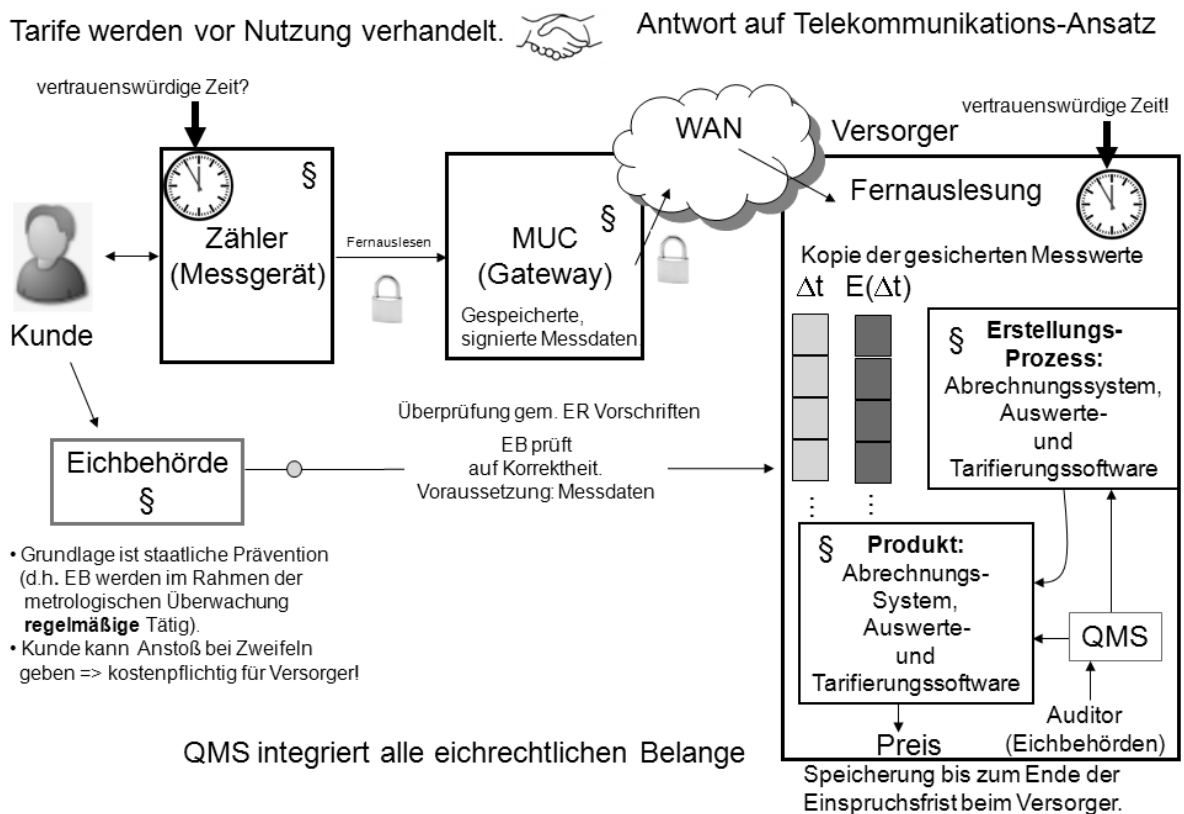 Tarife werden vor Nutzung verhandelt.
Antwort auf Telekommunikations-Ansatz
vertrauenswürdige Zeit?
§
Zähler
(Messgerät)
Kunde
Fernauslesen
§
MUC
(Gateway)
Gespeicherte,
signierte Messdaten.
WAN
Versorger
vertrauenswürdige Zeit!
Fernauslesung
Kopie der gesicherten Messwerte
Δt E(Δt)
§ Erstellungs-
Prozess:
Abrechnungssystem,
Auswerte-
und
Tarifierungssoftware
Eichbehörde
§
Überprüfung gem. ER Vorschriften
EB prüft
auf Korrektheit.
Voraussetzung: Messdaten
• Grundlage ist staatliche Prävention
(d.h. EB werden im Rahmen der
metrologischen Überwachung
regelmäßige Tätig).
• Kunde kann Anstoß bei Zweifeln
geben => kostenpflichtig für Versorger!
§ Produkt:
Abrechnungs-
System,
Auswerte-
und
Tarifierungssoftware
QMS
Auditor
(Eichbehörden)
Preis
QMS integriert alle eichrechtlichen Belange
Speicherung bis zum Ende der
Einspruchsfrist beim Versorger.